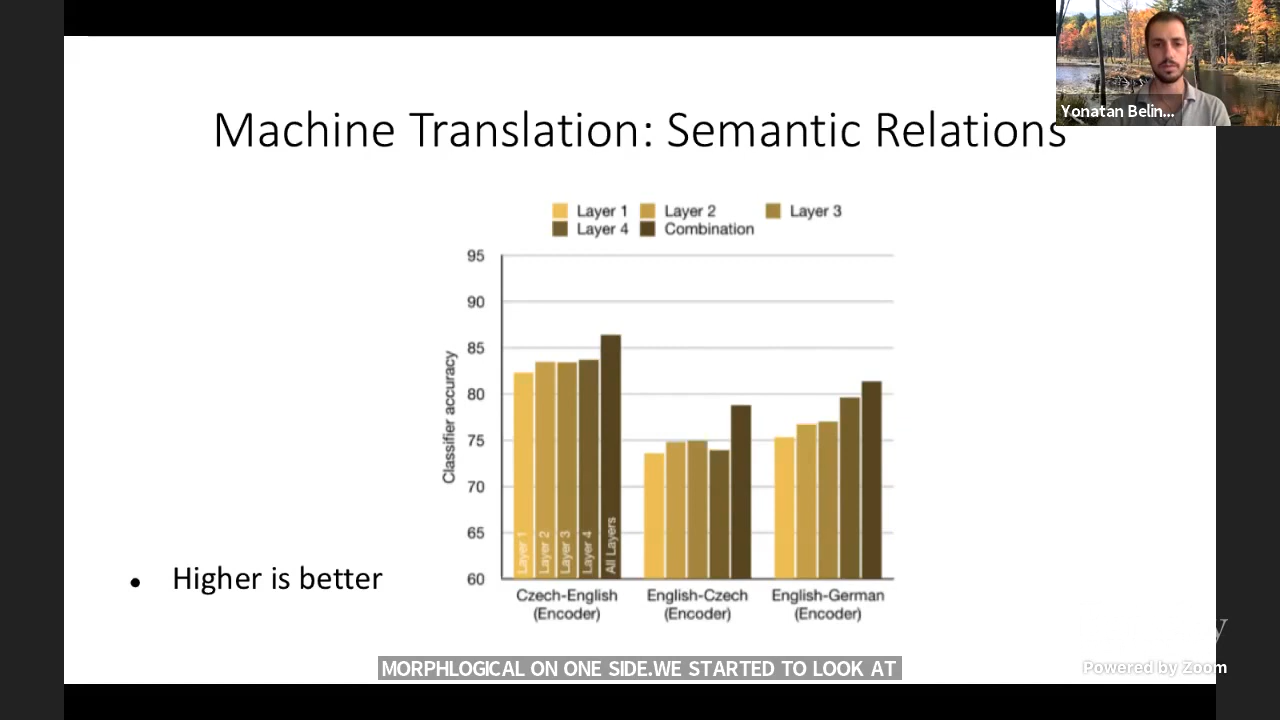 Yonatan Belin...
Machine Translation: Semantic Relations
Layer 1 Layer 2 Layer 3
Layer 4 Combination
95
90
85
80
75
70
65
60
Classifier accuracy
Layer 1
Layer 2
Layer 3
Layer 4
All Layers
Czech-English English-Czech English-German
(Encoder) (Encoder) (Encoder)
• Higher is better
MORPHLOGICAL ON ONE SIDE.WE STARTED TO LOOK AT
y
Powered by Zoom